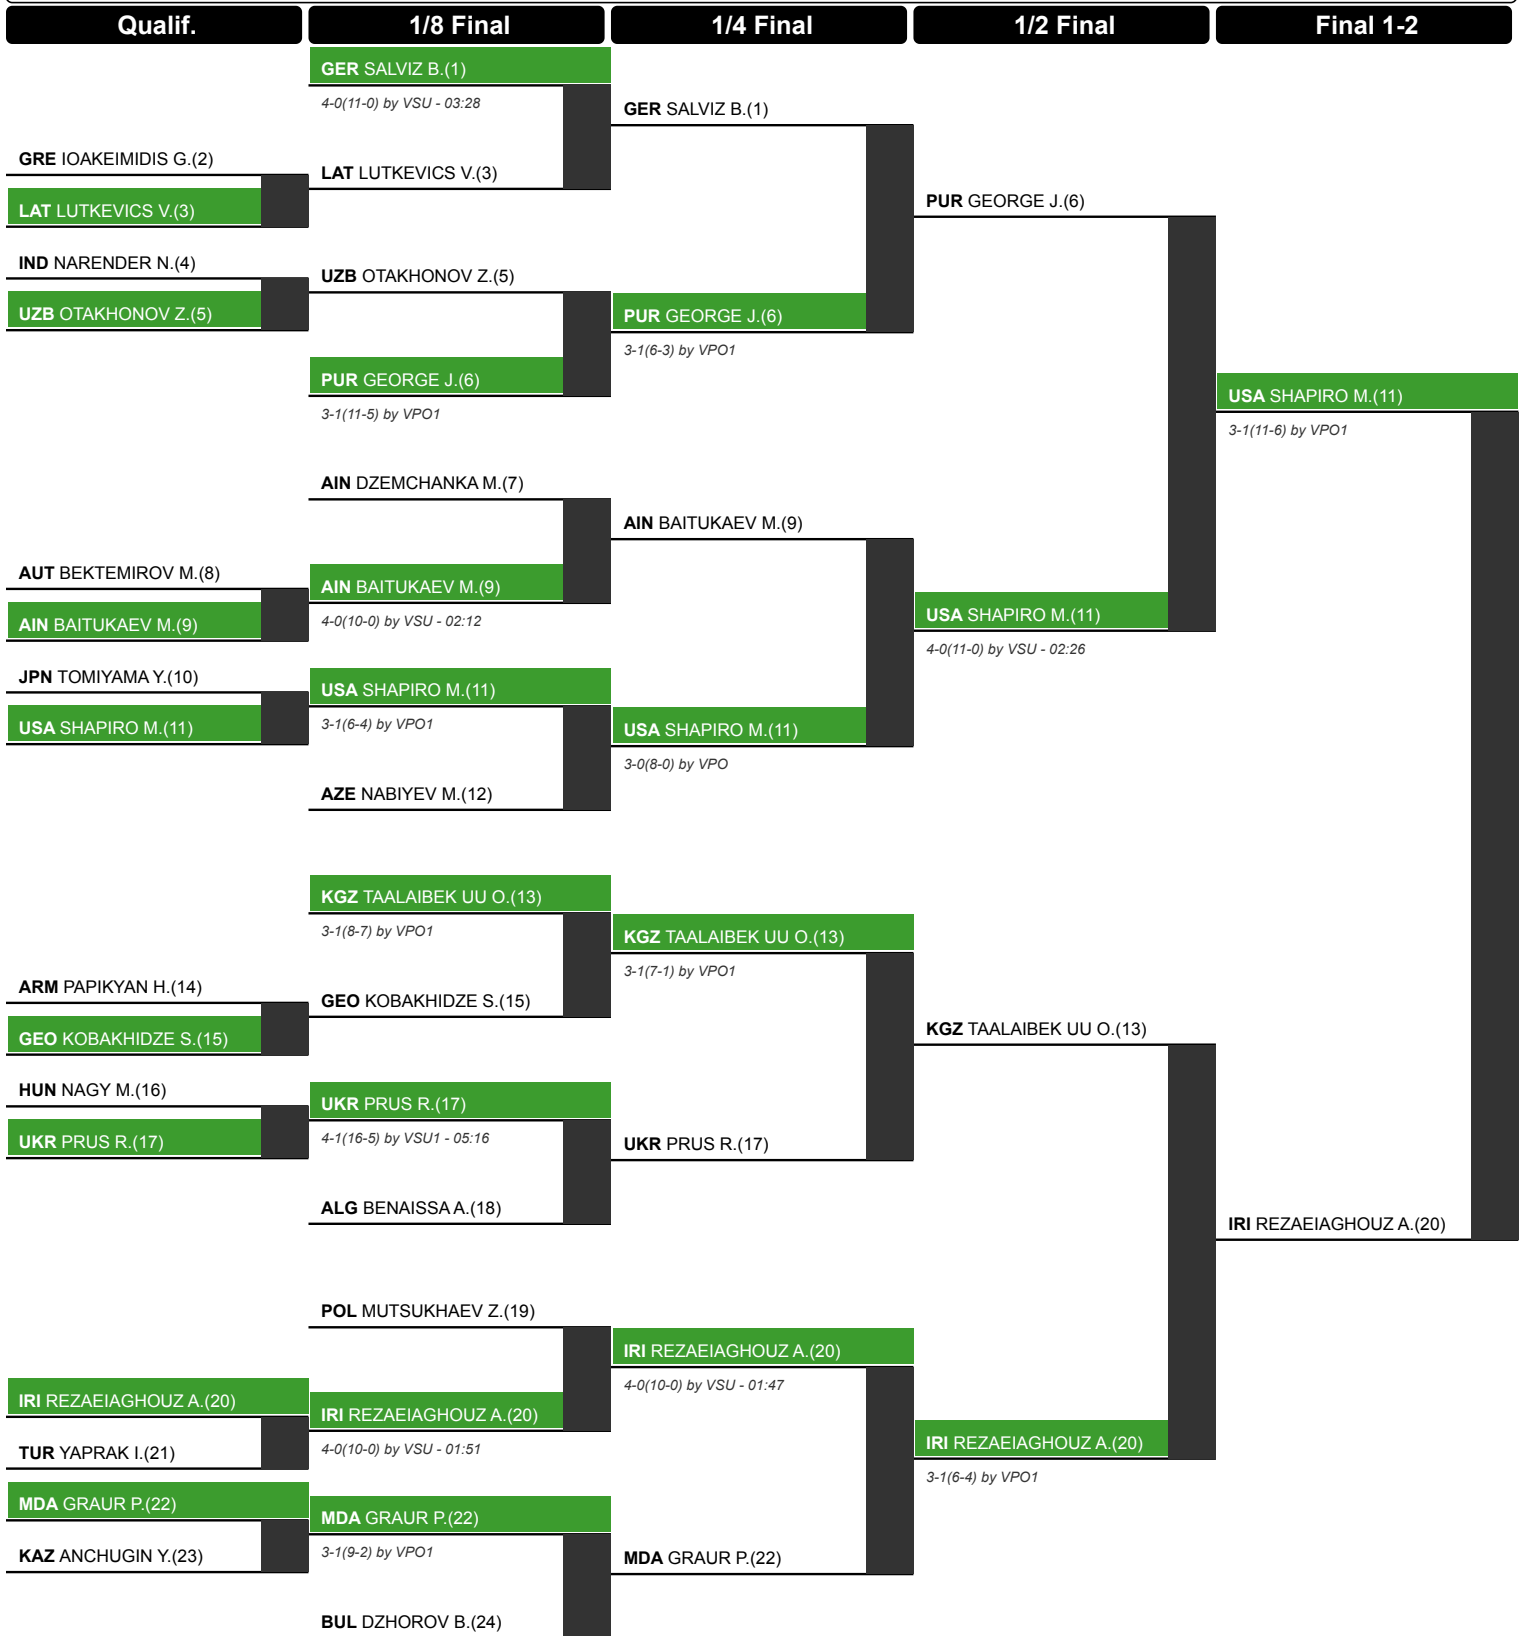 Qualif.
1/8 Final
1/4 Final
1/2 Final
Final 1-2
GRE IOAKEIMIDIS G.(2)
LAT LUTKEVICS V.(3)
IND NARENDER N.(4)
UZB OTAKHONOV Z.(5)
AUT BEKTEMIROV M.(8)
AIN BAITUKAEV M.(9)
JPN TOMIYAMA Y.(10)
USA SHAPIRO M.(11)
ARM PAPIKYAN H.(14)
GEO KOBAKHIDZE S.(15)
HUN NAGY M.(16)
UKR PRUS R.(17)
IRI REZAEIAGHOUZ A.(20)
TUR YAPRAK I.(21)
MDA GRAUR P.(22)
KAZ ANCHUGIN Y.(23)
GER SALVIZ B.(1)
4-0(11-0) by VSU - 03:28
LAT LUTKEVICS V.(3)
UZB OTAKHONOV Z.(5)
PUR GEORGE J.(6)
3-1(11-5) by VPO1
AIN DZEMCHANKA M.(7)
AIN BAITUKAEV M.(9)
4-0(10-0) by VSU - 02:12
USA SHAPIRO M.(11)
3-1(6-4) by VPO1
AZE NABIYEV M.(12)
KGZ TAALAIBEK UU O.(13)
3-1(8-7) by VPO1
GEO KOBAKHIDZE S.(15)
UKR PRUS R.(17)
4-1(16-5) by VSU1 - 05:16
ALG BENAISSA A.(18)
POL MUTSUKHAEV Z.(19)
IRI REZAEIAGHOUZ A.(20)
4-0(10-0) by VSU - 01:51
MDA GRAUR P.(22)
3-1(9-2) by VPO1
BUL DZHOROV B.(24)
GER SALVIZ B.(1)
PUR GEORGE J.(6)
3-1(6-3) by VPO1
AIN BAITUKAEV M.(9)
USA SHAPIRO M.(11)
3-0(8-0) by VPO
KGZ TAALAIBEK UU O.(13)
3-1(7-1) by VPO1
UKR PRUS R.(17)
IRI REZAEIAGHOUZ A.(20)
4-0(10-0) by VSU - 01:47
MDA GRAUR P.(22)
PUR GEORGE J.(6)
USA SHAPIRO M.(11)
4-0(11-0) by VSU - 02:26
KGZ TAALAIBEK UU O.(13)
IRI REZAEIAGHOUZ A.(20)
3-1(6-4) by VPO1
USA SHAPIRO M.(11)
3-1(11-6) by VPO1
IRI REZAEIAGHOUZ A.(20)